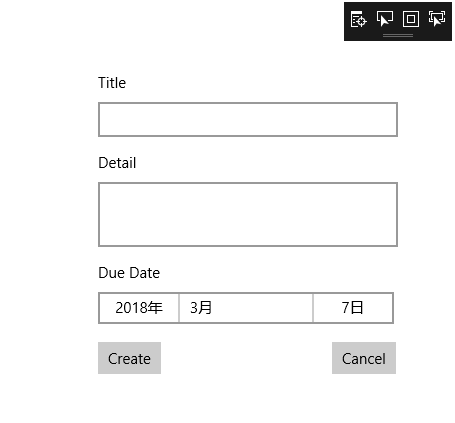 Title
Detail
Due Date
2018年 3月 7日
Create Cancel